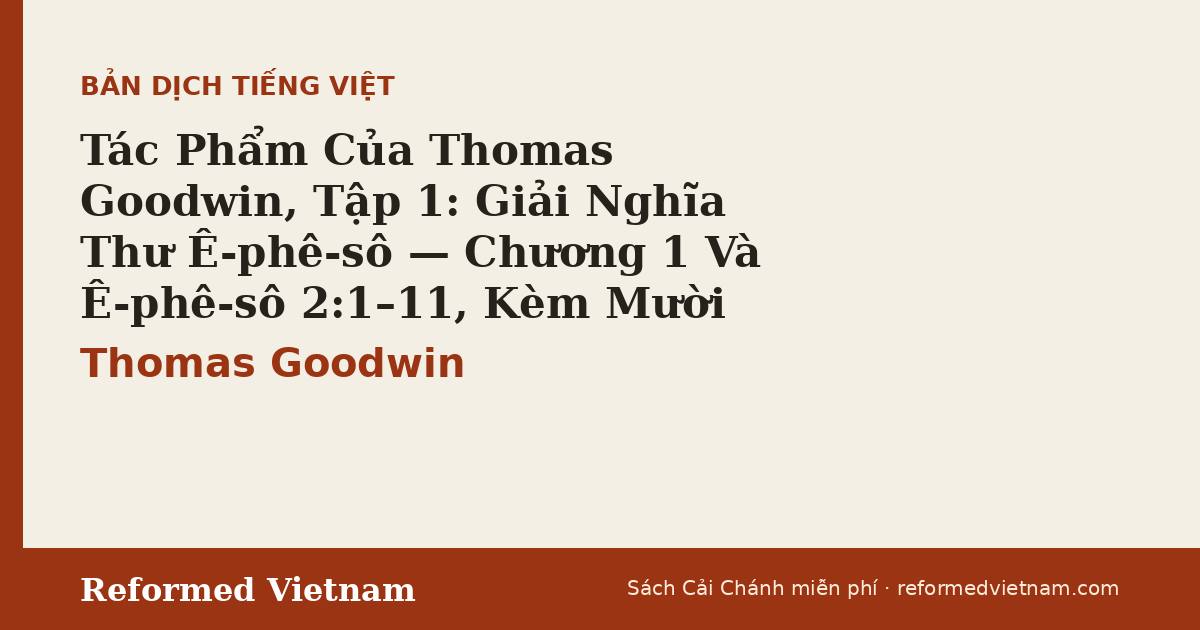 BẢN DỊCH TIẾNG VIỆT
Tác Phẩm Của Thomas
Goodwin, Tập 1: Giải Nghĩa
Thư Ê-phê-sô — Chương 1 Và
Ê-phê-sô 2:1–11, Kèm Mười
Thomas Goodwin
Reformed Vietnam
Sách Cải Chánh miễn phí · reformedvietnam.com